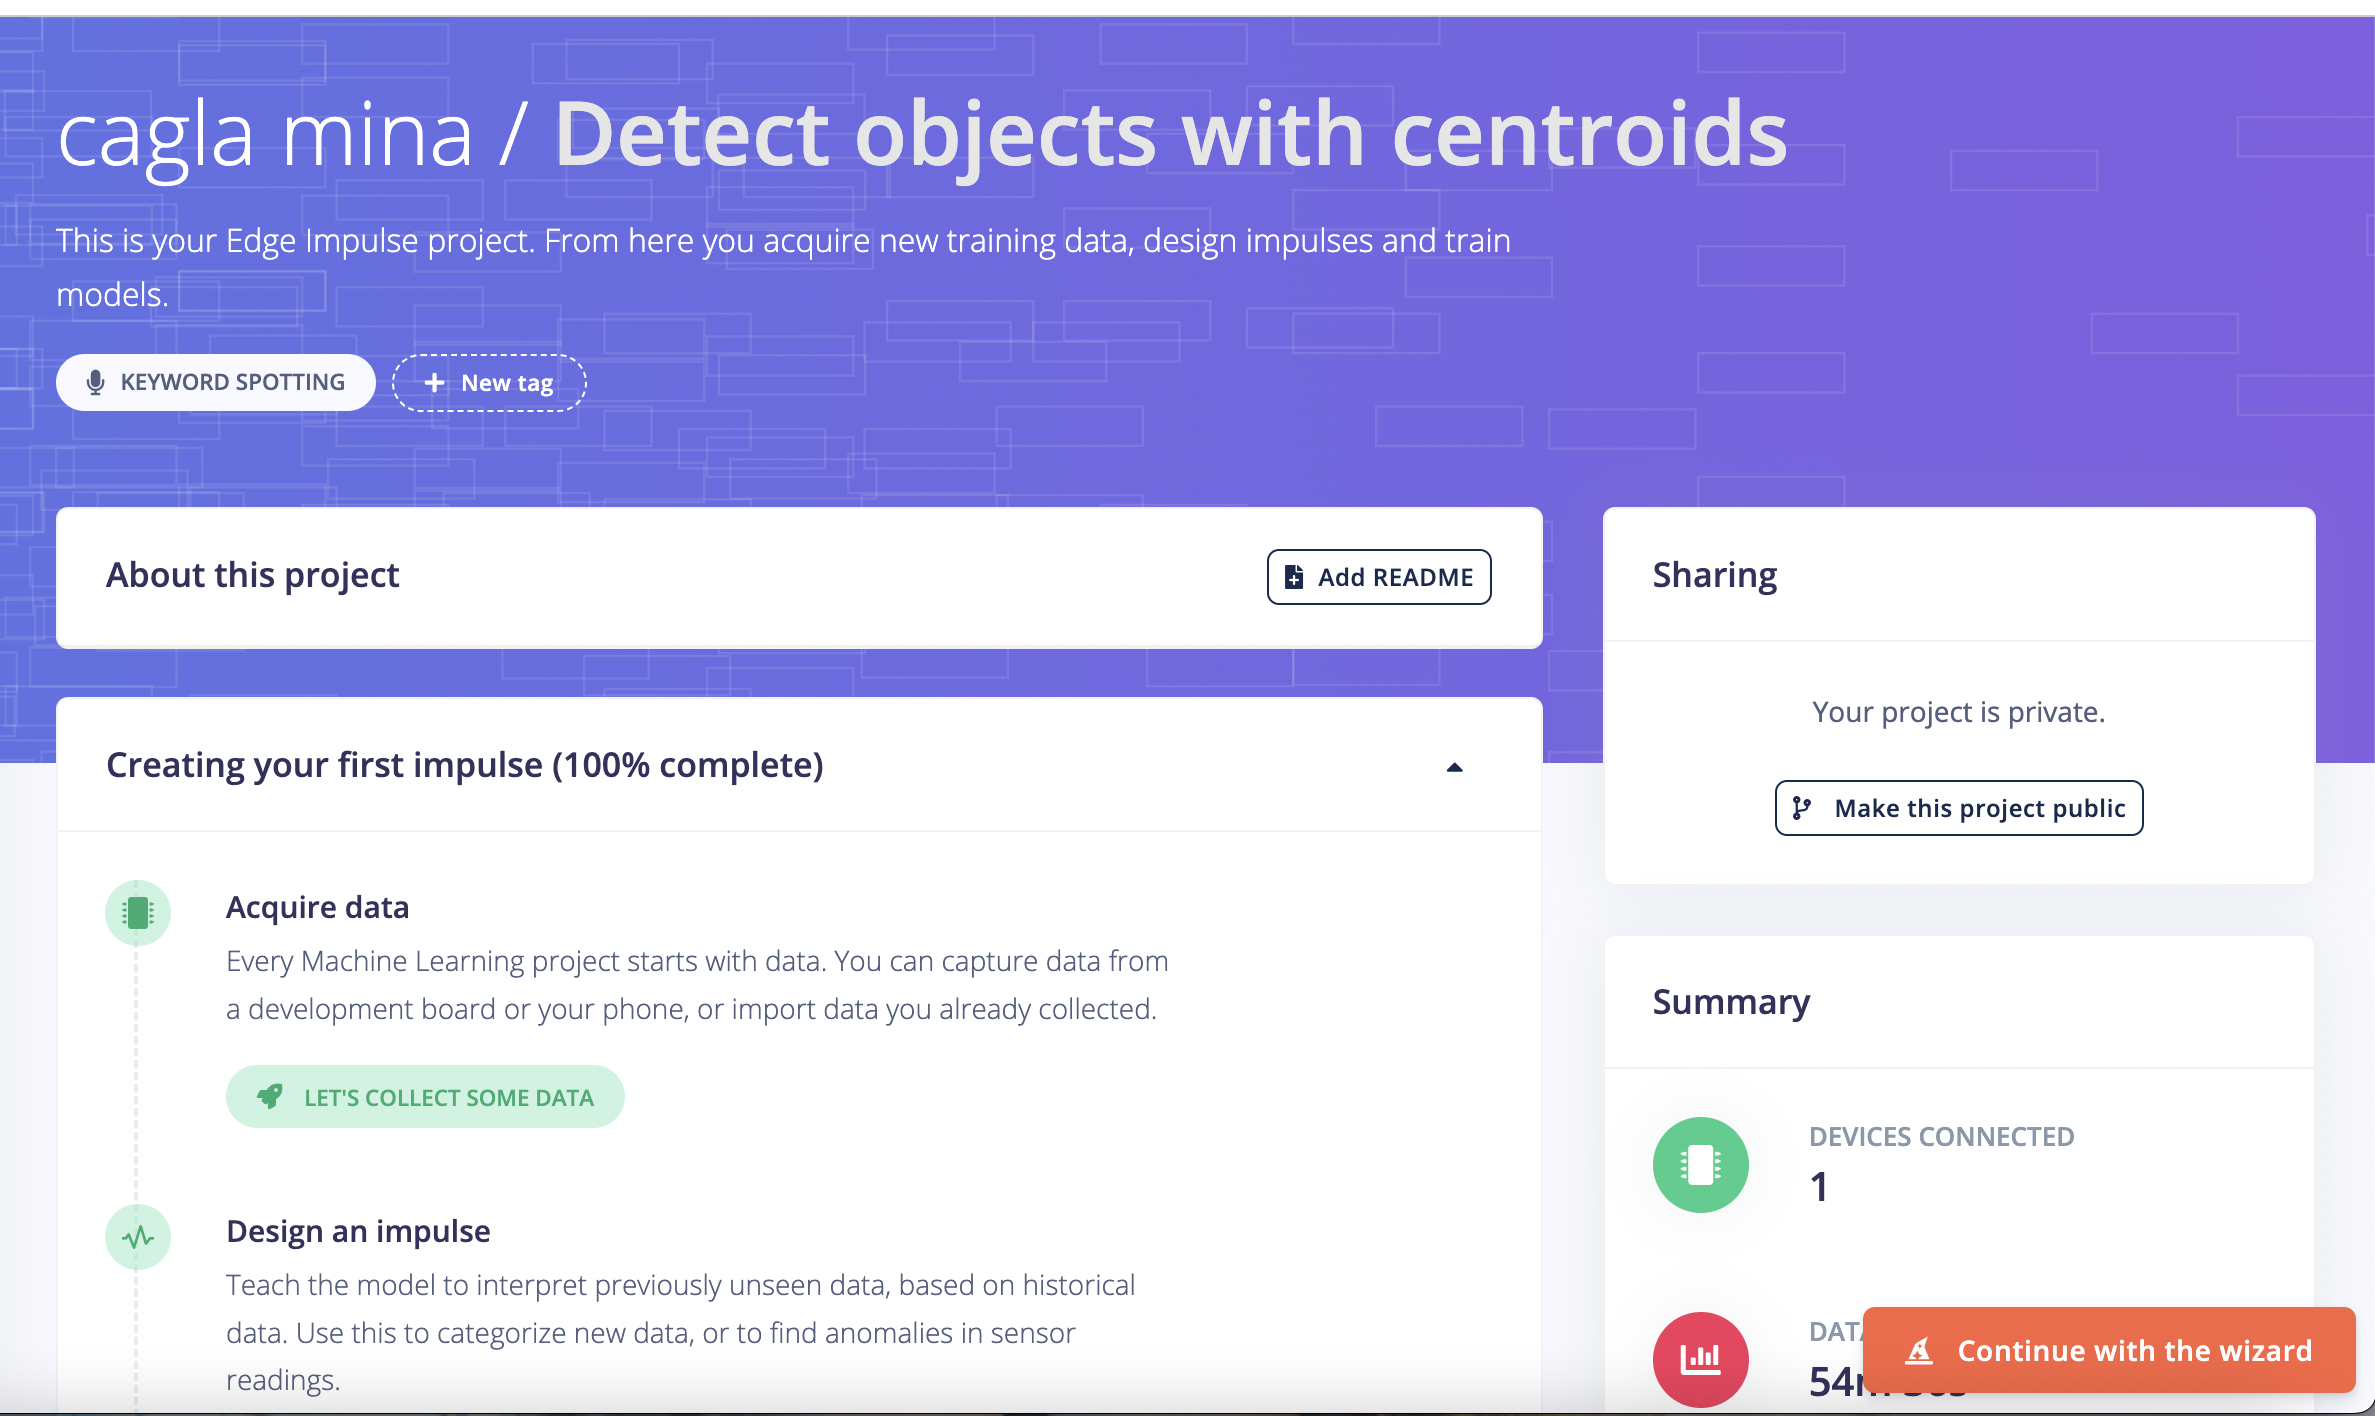 cagla mina / Detect objects with centroids
This is your Edge Impulse project. From here you acquire new training data, design impulses and train
models.
KEYWORD SPOTTING
New tag
About this project
Add README
Creating your first impulse (100% complete)
Acquire data
Every Machine Learning project starts with data. You can capture data from
a development board or your phone, or import data you already collected.
LET'S COLLECT SOME DATA
Design an impulse
Teach the model to interpret previously unseen data, based on historical
data. Use this to categorize new data, or to find anomalies in sensor
readings.
Sharing
Your project is private.
Make this project public
Summary
DEVICES CONNECTED
1
Continue with the wizard